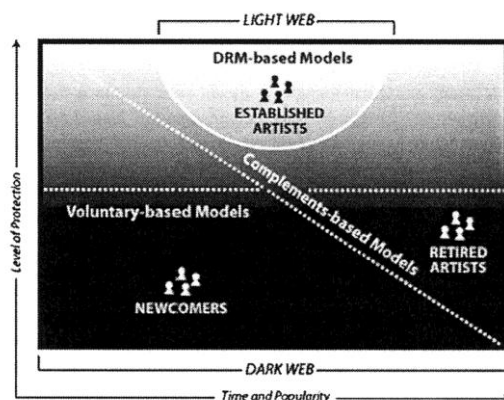 LIGHT WEB
DRM-based Models
ESTABLISHED
ARTISTS
Level of Protection
Complements-based Models
Voluntary-based Models
RETIRED
ARTISTS
NEWCOMERS
DARK WEB
Time and Popularity